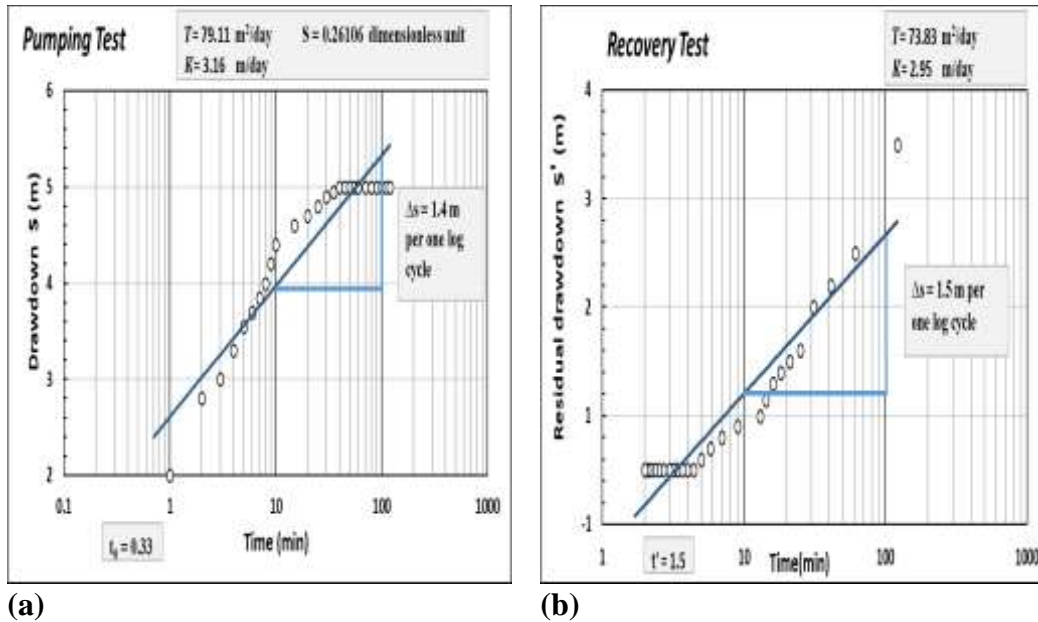 Pumping Test
T= 79.11 m²/day S = 0.26106 dimensionless unit
K= 3.16 m/day
6
5
4
3
2
Drawdown S (m)
Δs = 1.4 m
per one log
cycle
0.1 1 10 100 1000
Time (min)
t₀ = 0.33
(a)
Recovery Test
T= 73.83 m²/day
K= 2.95 m/day
4
3
2
1
-1
Residual drawdown S' (m)
Δs = 1.5 m per
one log cycle
1 10 100 1000
Time(min)
t' = 1.5
(b)